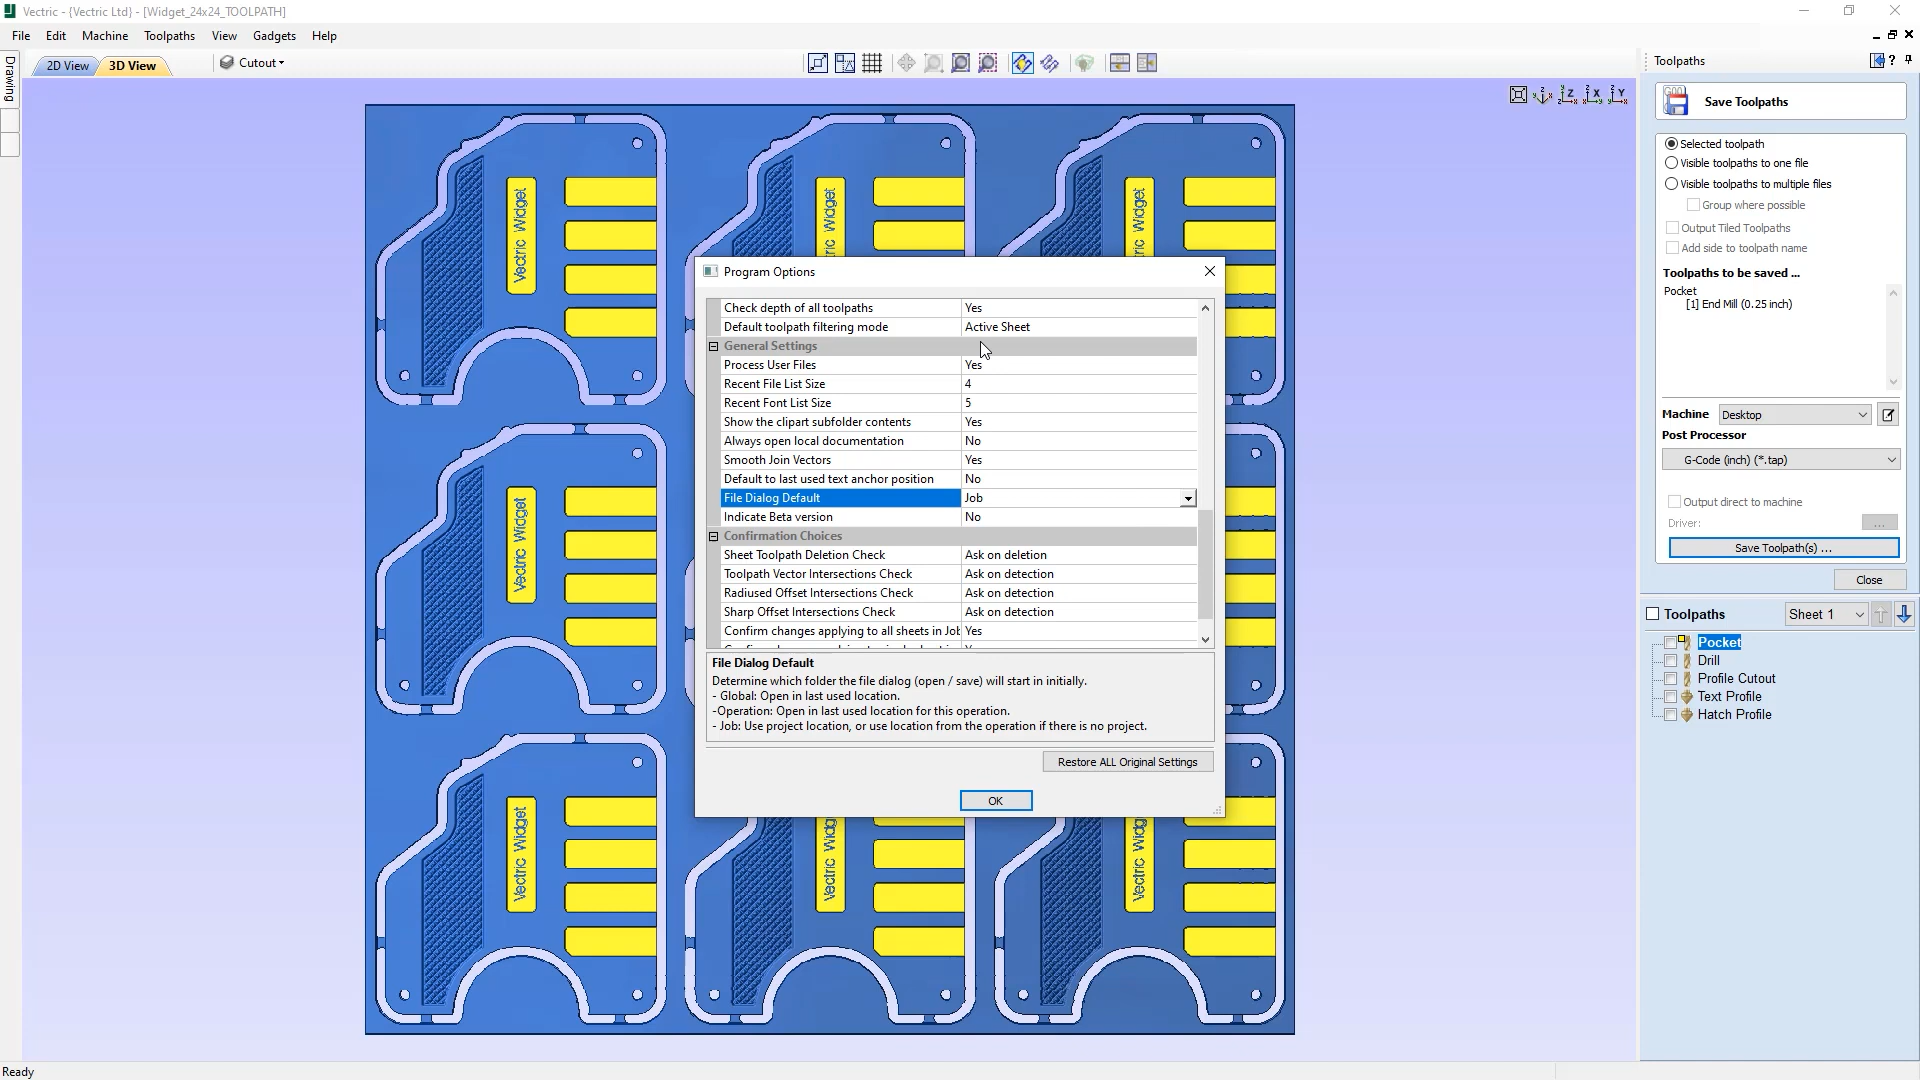 Vectric - {Vectric Ltd} - [Widget_24x24_TOOLPATH]
File Edit Machine Toolpaths View Gadgets Help
Drawing
2D View 3D View Cutout
Toolpaths
Save Toolpaths
Selected toolpath
Visible toolpaths to one file
Visible toolpaths to multiple files
Group where possible
Output Tiled Toolpaths
Add side to toolpath name
Toolpaths to be saved ...
Pocket
[1] End Mill (0.25 inch)
Machine Desktop
Post Processor
G-Code (inch) (*.tap)
Output direct to machine
Driver: ...
Save Toolpath(s) ...
Close
Toolpaths Sheet 1
Pocket
Drill
Profile Cutout
Text Profile
Hatch Profile
Program Options
Check depth of all toolpaths Yes
Default toolpath filtering mode Active Sheet
General Settings
Process User Files Yes
Recent File List Size 4
Recent Font List Size 5
Show the clipart subfolder contents Yes
Always open local documentation No
Smooth Join Vectors Yes
Default to last used text anchor position No
File Dialog Default Job
Indicate Beta version No
Confirmation Choices
Sheet Toolpath Deletion Check Ask on deletion
Toolpath Vector Intersections Check Ask on detection
Radiused Offset Intersections Check Ask on detection
Sharp Offset Intersections Check Ask on detection
Confirm changes applying to all sheets in Job Yes
File Dialog Default
Determine which folder the file dialog (open / save) will start in initially.
- Global: Open in last used location.
-Operation: Open in last used location for this operation.
- Job: Use project location, or use location from the operation if there is no project.
Restore ALL Original Settings
OK
Vectric Widget
Vectric Widget
Vectric Widget
Vectric Widget
Vectric Widget
Vectric Widget
Vectric Widget
Ready